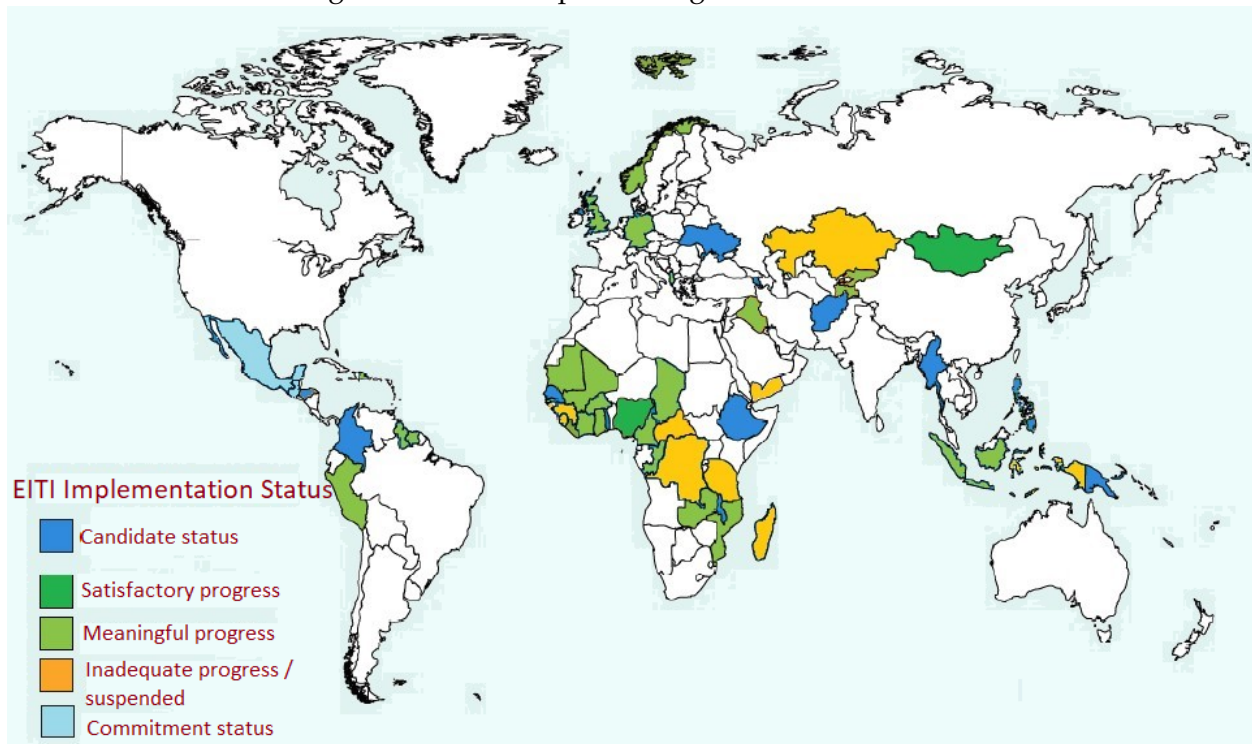 EITI Implementation Status
Candidate status
Satisfactory progress
Meaningful progress
Inadequate progress /
suspended
Commitment status